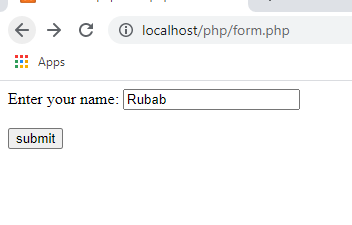 localhost/php/form.php
Apps
Enter your name: Rubab
submit